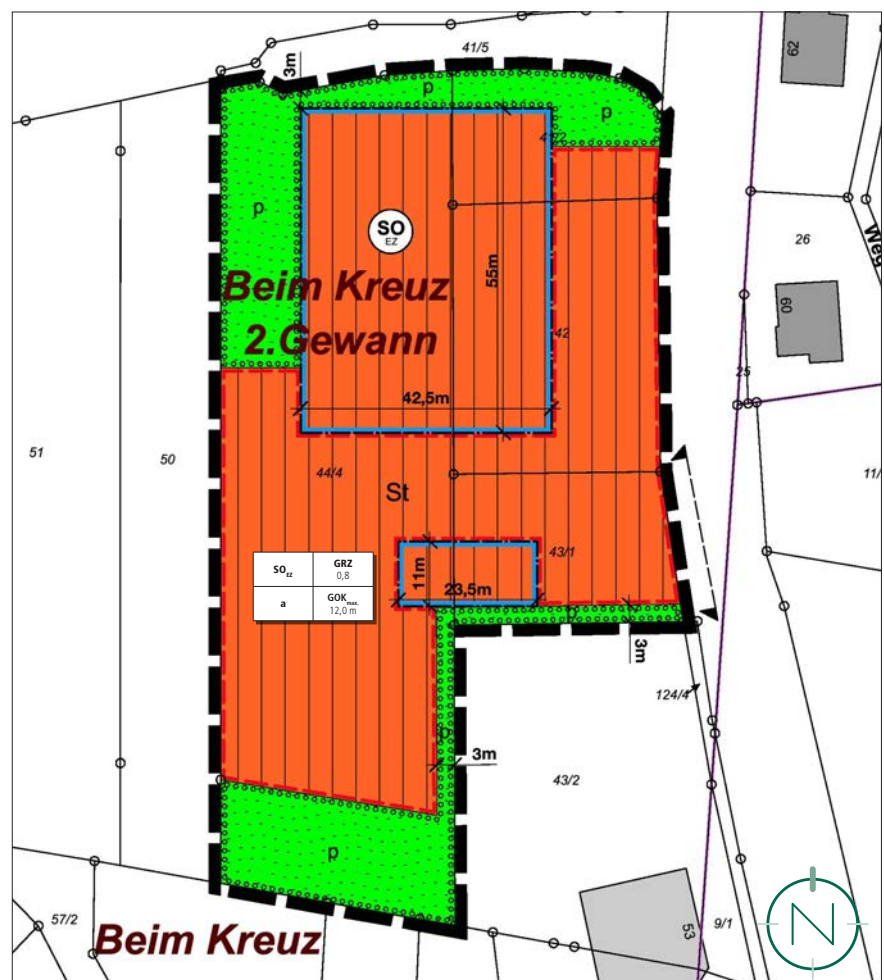 41/5
62
3m
p
p
41/2
p
SO
EZ
26
Weg
55m
Beim Kreuz
2.Gewann
60
42
25
42,5m
51
50
44/4
11/
St
43/1
SO EZ
GRZ
0,8
a
GOK max.
12,0 m
11m
23,5m
p
3m
124/4
p
3m
43/2
p
57/2
Beim Kreuz
53
9/1
N